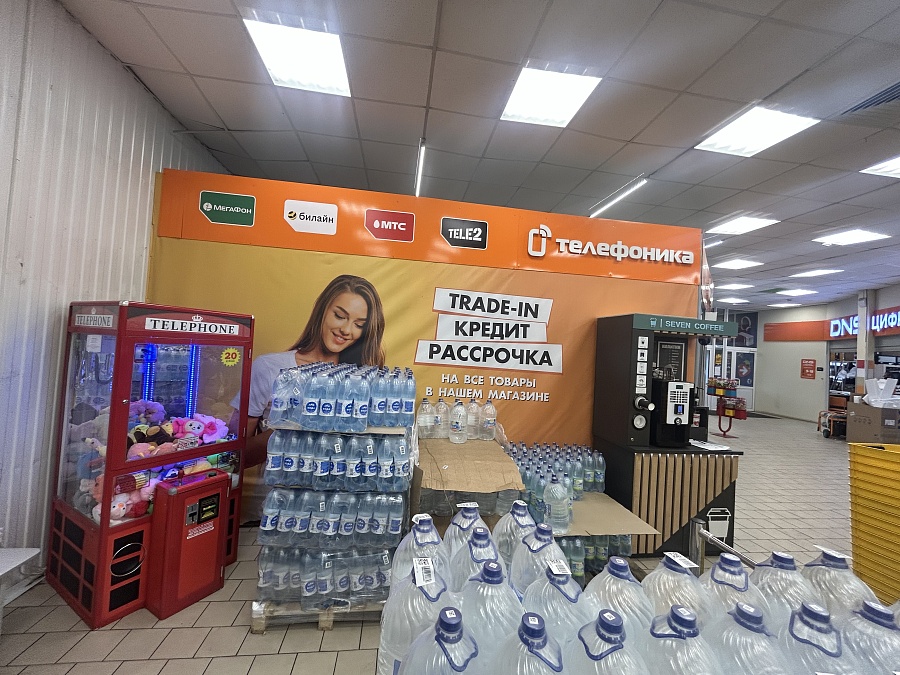 МЕГАФОН
билайн
МТС
TELE2
телефоника
TRADE-IN
КРЕДИТ
РАССРОЧКА
НА ВСЕ ТОВАРЫ
В НАШЕМ МАГАЗИНЕ
TELEPHONE
TELEPHONE
20
SEVEN COFFEE
DNS ЦИФ